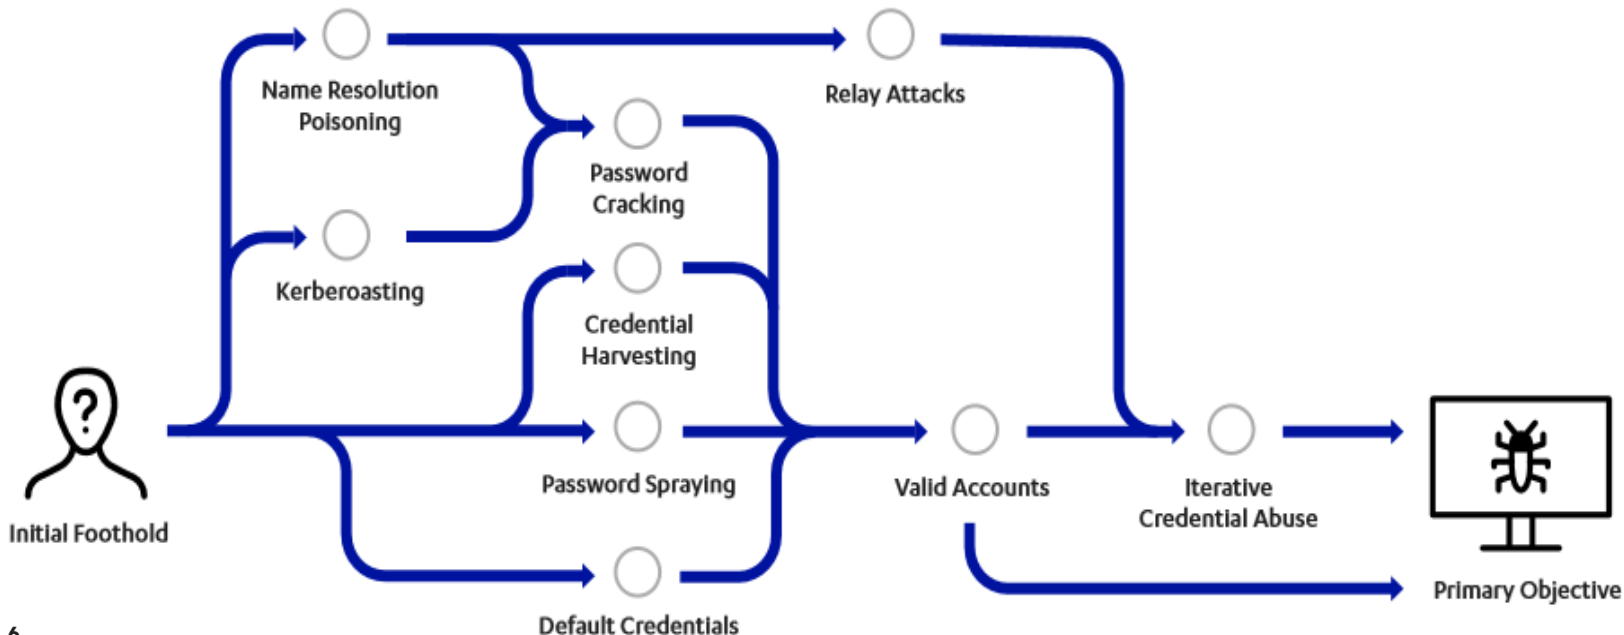 Name Resolution
Poisoning
Relay Attacks
Password
Cracking
Kerberoasting
Credential
Harvesting
?
Initial Foothold
Password Spraying
Valid Accounts
Iterative
Credential Abuse
Primary Objective
Default Credentials
6